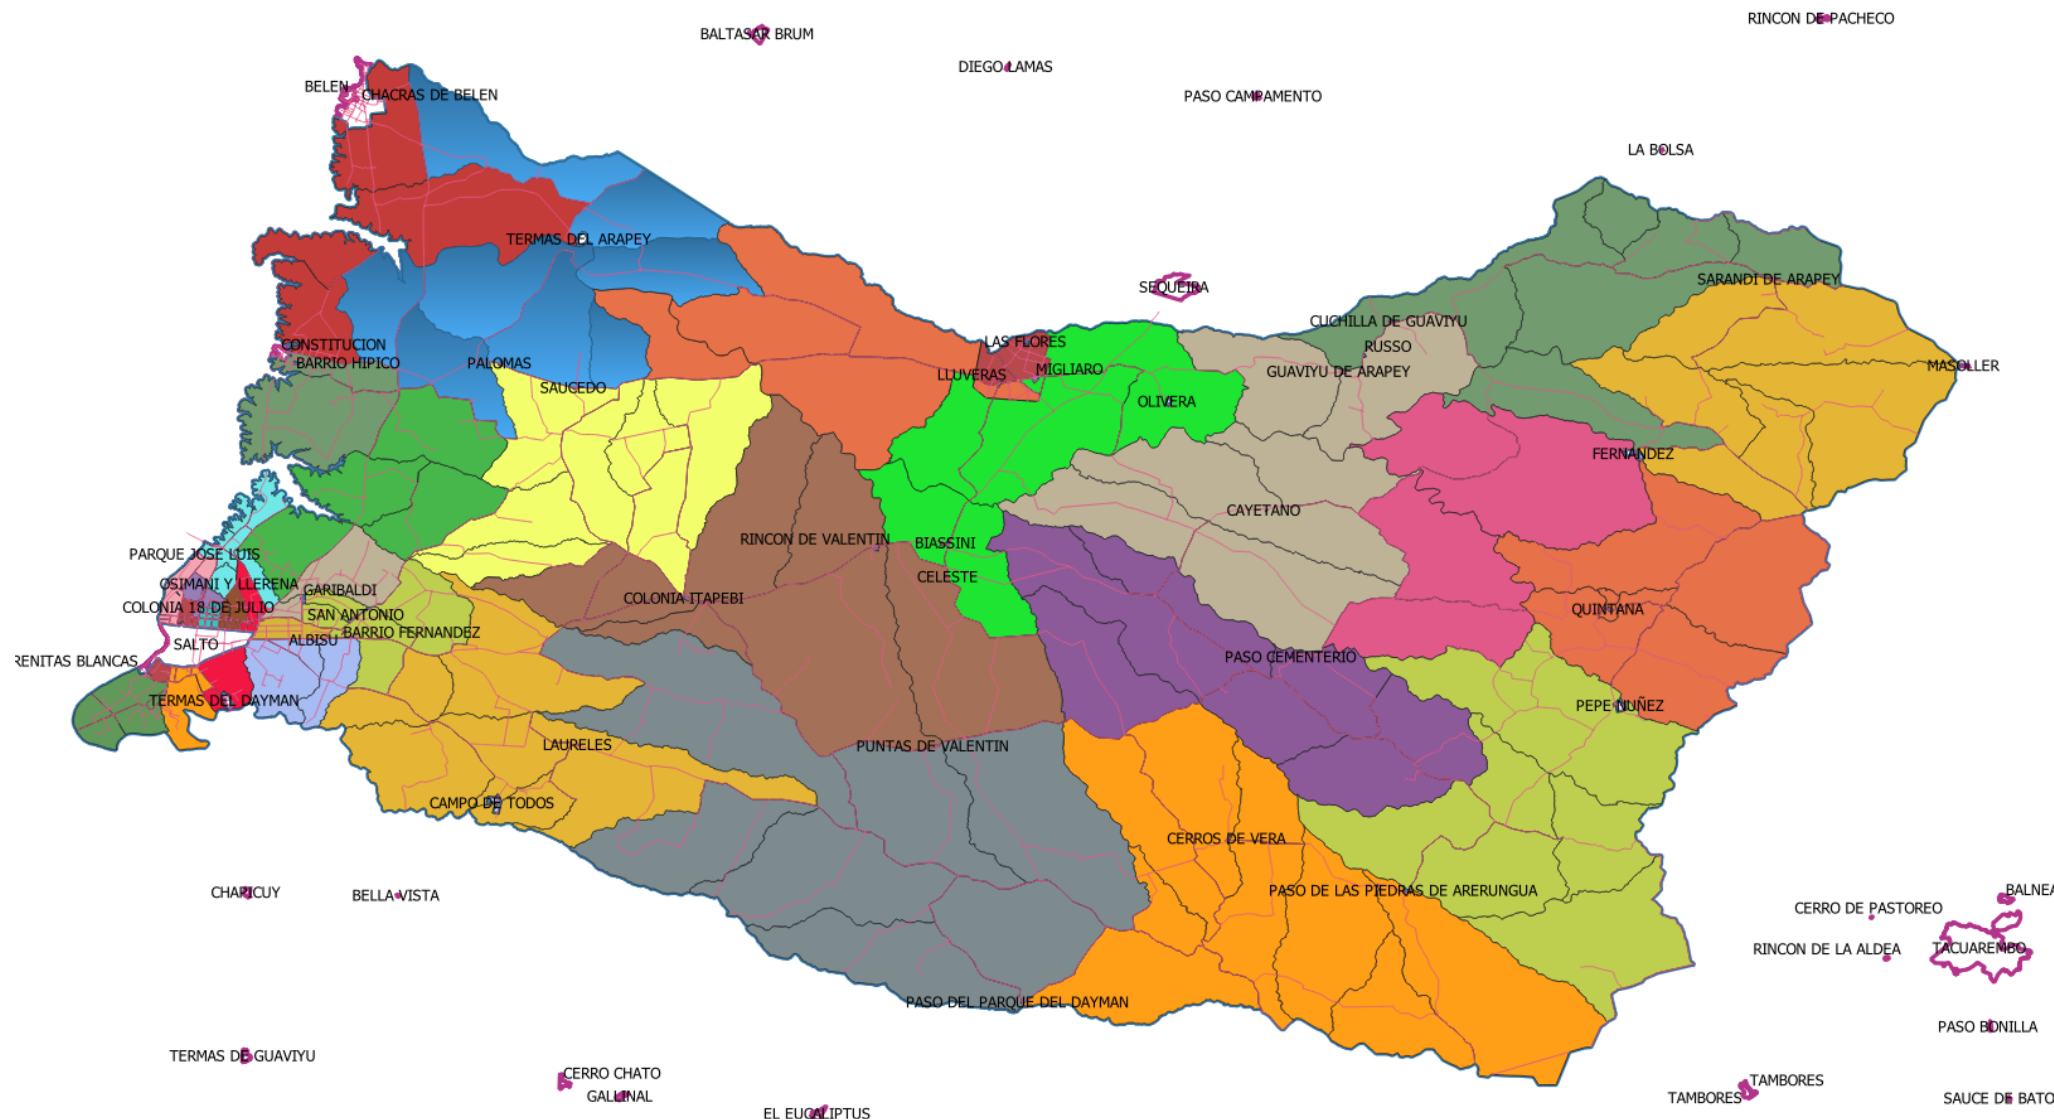 RINCON DE PACHECO
BALTASAR BRUM
DIEGO LAMAS
BELEN
CHACRAS DE BELEN
PASO CAMPAMENTO
LA BOLSA
TERMAS DEL ARAPEY
SARANDI DE ARAPEY
SEQUEIRA
CUCHILLA DE GUAVIYU
CONSTITUCION
LAS FLORES
RUSSO
BARRIO HIPICO
PALOMAS
MASOLLER
MIGLIARO
GUAVIYU DE ARAPEY
LLUVERAS
SAUCEDO
OLIVERA
FERNANDEZ
CAYETANO
RINCON DE VALENTIN
BIASSINI
PARQUE JOSE LUIS
CELESTE
OSIMANI Y LLERENA
GARIBALDI
COLONIA ITAPEBI
COLONIA 18 DE JULIO
QUINTANA
SAN ANTONIO
BARRIO FERNANDEZ
ALBISU
SALTO
PASO CEMENTERIO
RENITAS BLANCAS
TERMAS DEL DAYMAN
PEPE NUÑEZ
LAURELES
PUNTAS DE VALENTIN
CAMPO DE TODOS
CERROS DE VERA
CHAPICUY
BELLA VISTA
PASO DE LAS PIEDRAS DE ARERUNGUA
BALNEA
CERRO DE PASTOREO
RINCON DE LA ALDEA
TACUAREMBO
PASO DEL PARQUE DEL DAYMAN
PASO BONILLA
TERMAS DE GUAVIYU
CERRO CHATO
TAMBORES
GALLINAL
TAMBORES
SAUCE DE BATO
EL EUCALIPTUS